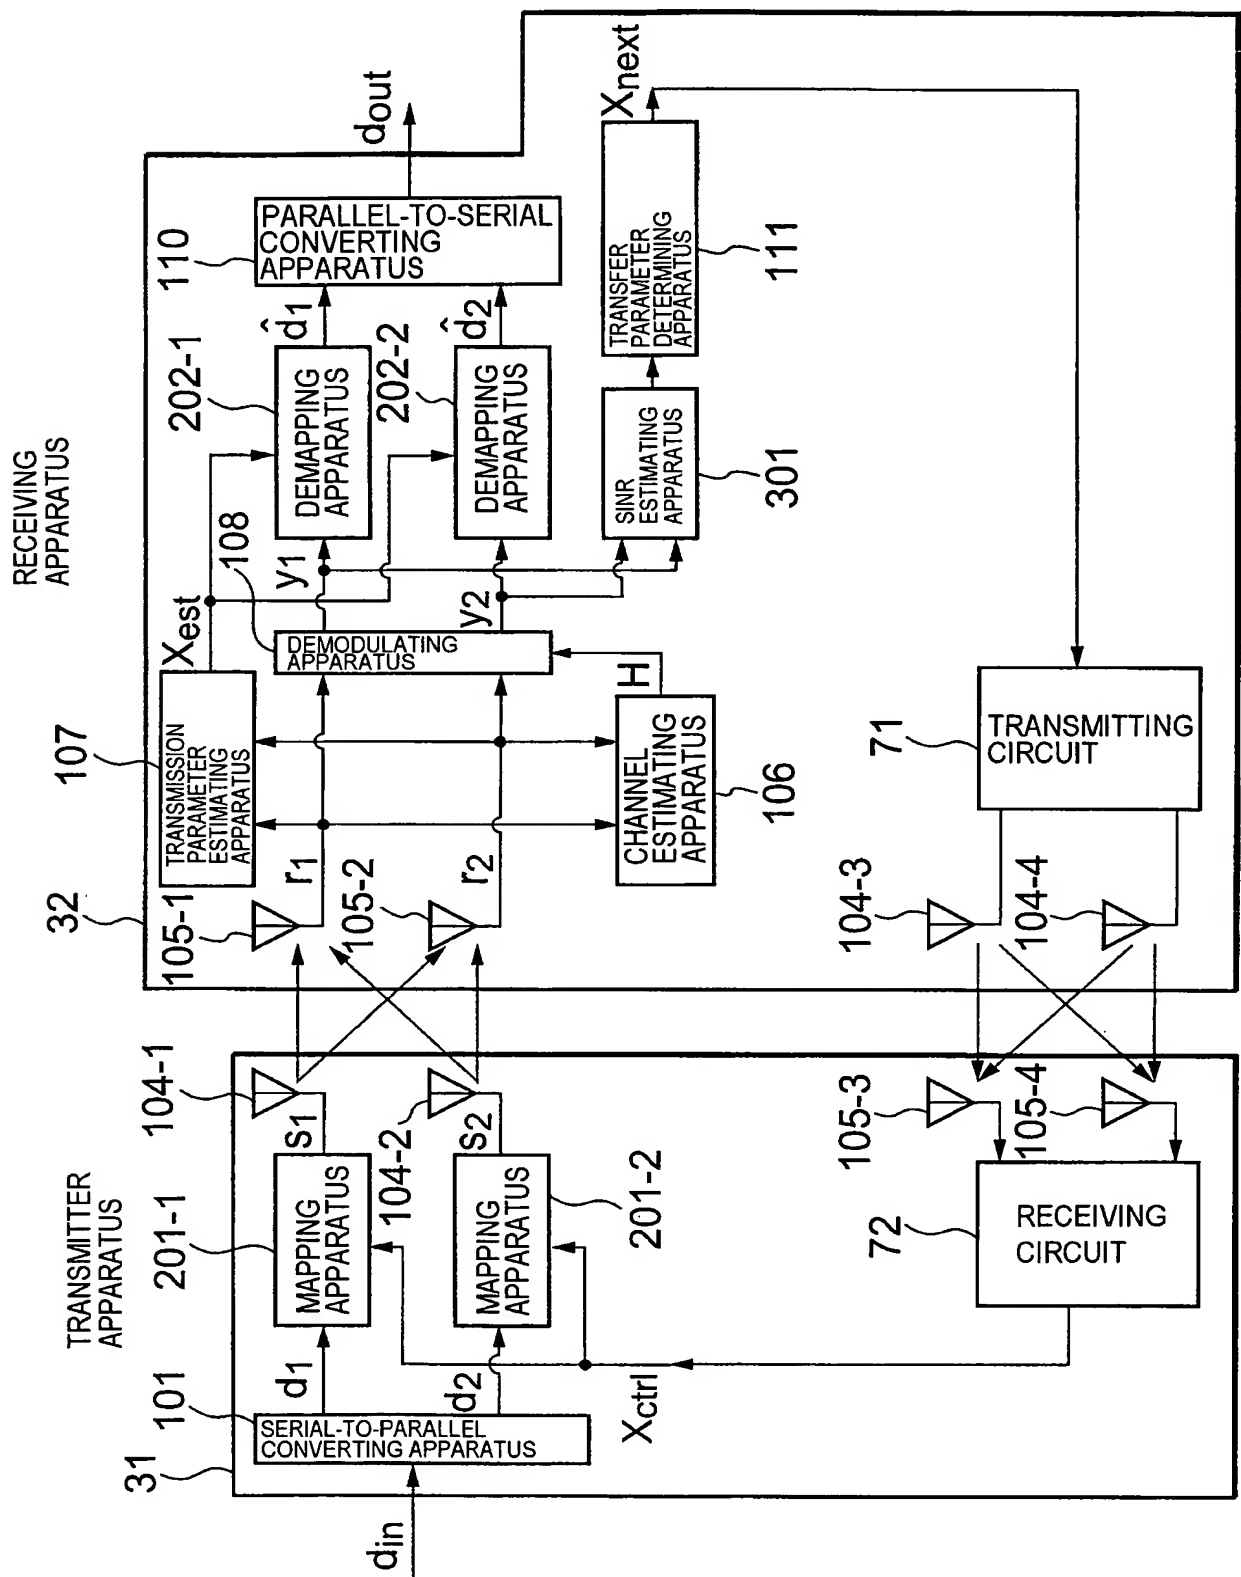 TRANSMITTER
APPARATUS
RECEIVING
APPARATUS
31
32
din
101
SERIAL-TO-PARALLEL
CONVERTING APPARATUS
d1
d2
201-1
MAPPING
APPARATUS
MAPPING
APPARATUS
201-2
Xctrl
s1
s2
104-1
104-2
105-1
105-2
r1
r2
107
TRANSMISSION
PARAMETER
ESTIMATING
APPARATUS
Xest
CHANNEL
ESTIMATING
APPARATUS
106
H
108
DEMODULATING
APPARATUS
y1
y2
202-1
DEMAPPING
APPARATUS
202-2
DEMAPPING
APPARATUS
d̂1
d̂2
110
PARALLEL-TO-SERIAL
CONVERTING
APPARATUS
dout
SINR
ESTIMATING
APPARATUS
301
TRANSFER
PARAMETER
DETERMINING
APPARATUS
111
Xnext
72
RECEIVING
CIRCUIT
105-3
105-4
104-3
104-4
71
TRANSMITTING
CIRCUIT